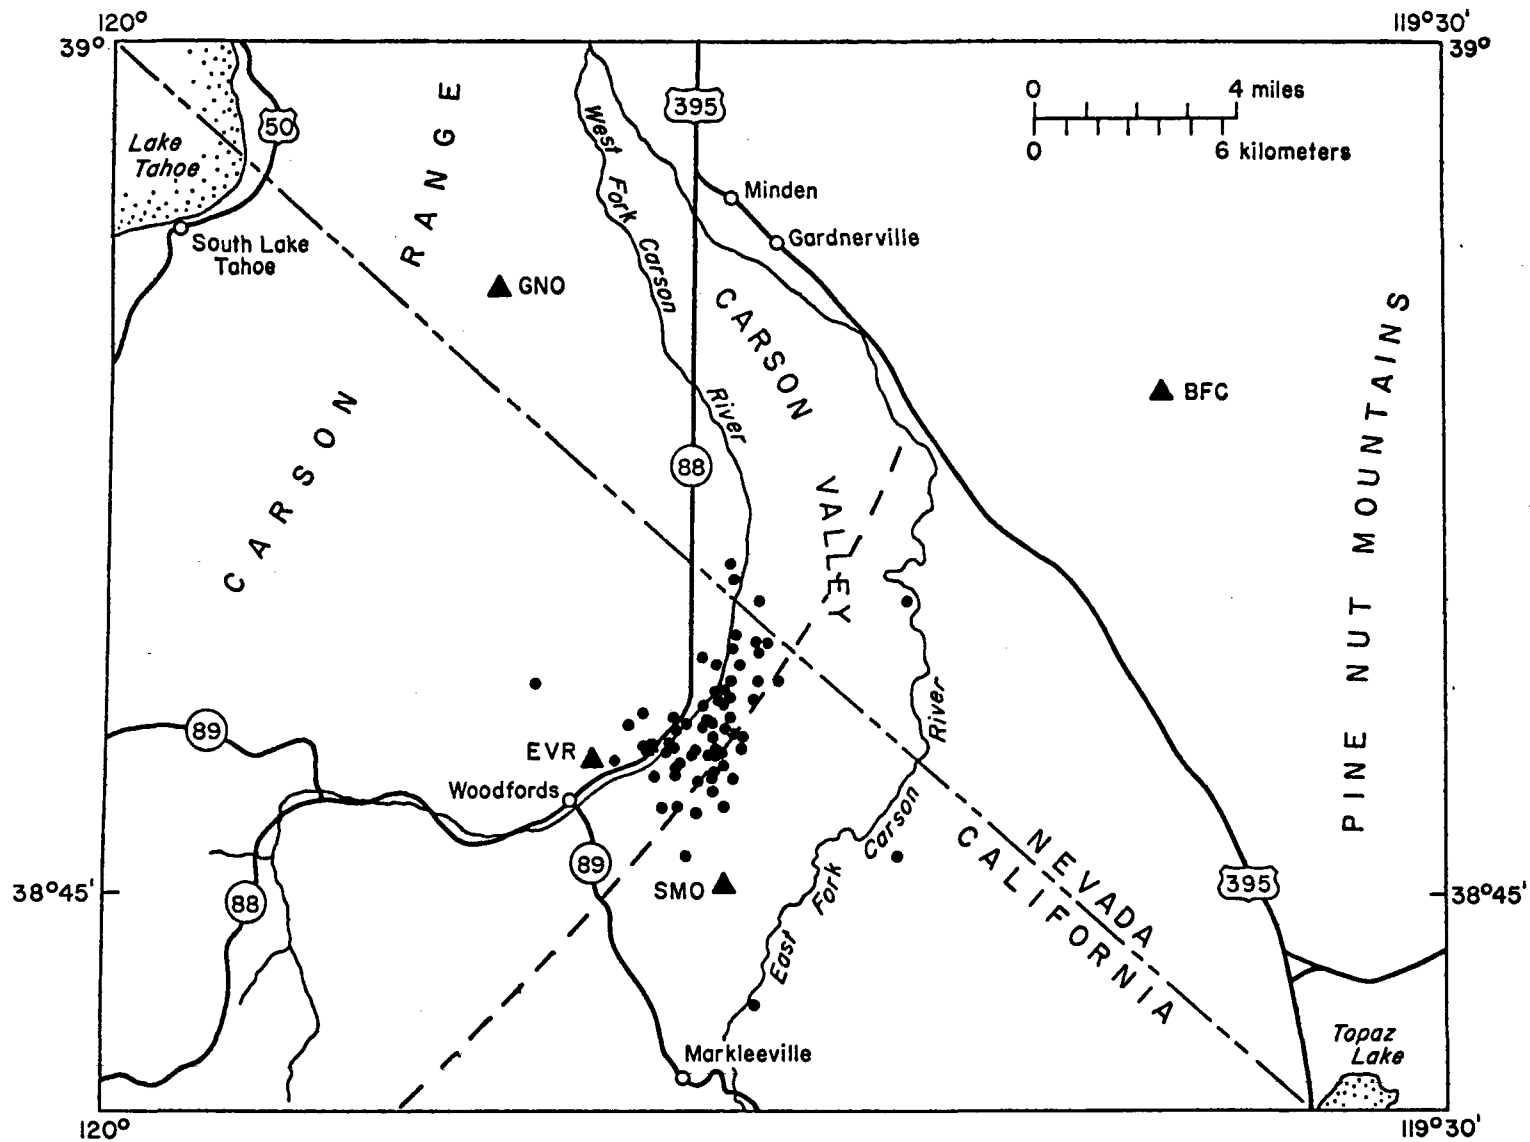 120°
119°30'
39°
39°
0 4 miles
0 6 kilometers
395
50
Lake
Tahoe
South Lake
Tahoe
CARSON RANGE
West Fork Carson River
Minden
Gardnerville
GNO
CARSON VALLEY
BFC
PINE NUT MOUNTAINS
88
89
EVR
Woodfords
89
88
SMO
East Fork Carson River
NEVADA
CALIFORNIA
395
38°45'
38°45'
Markleeville
Topaz
Lake
120°
119°30'